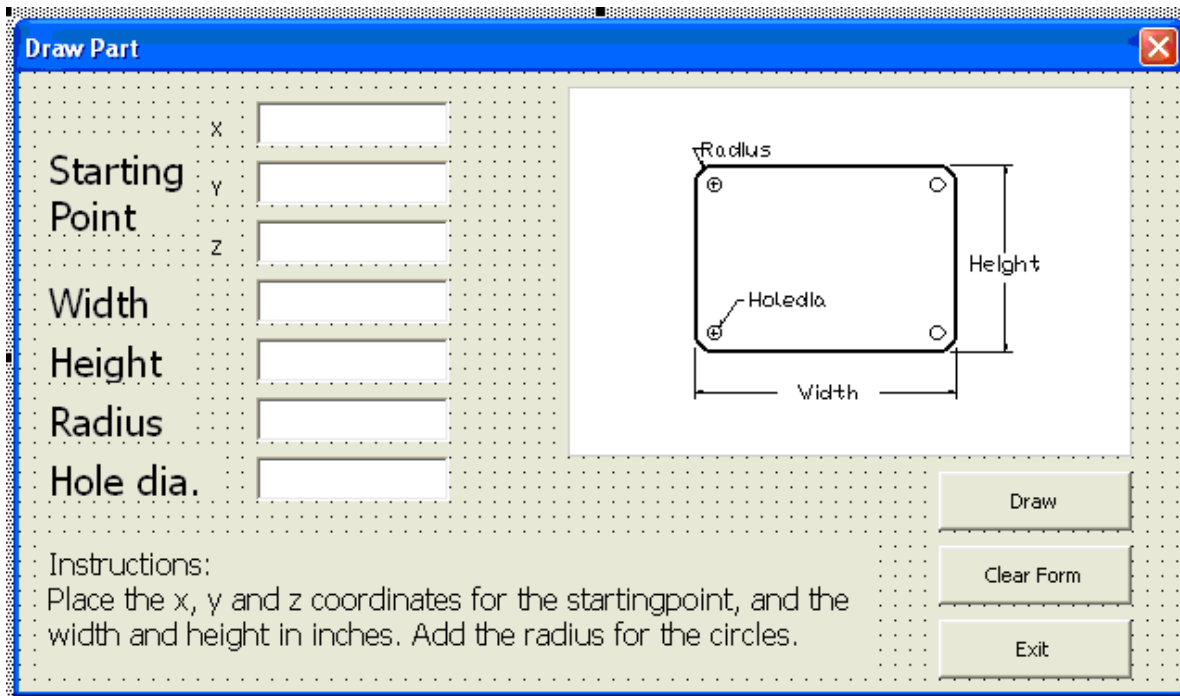 Draw Part
X
Starting
Point
Y
Z
Width
Height
Radius
Hole dia.
Radius
Height
Holedia
Width
Draw
Clear Form
Exit
Instructions:
Place the x, y and z coordinates for the startingpoint, and the
width and height in inches. Add the radius for the circles.